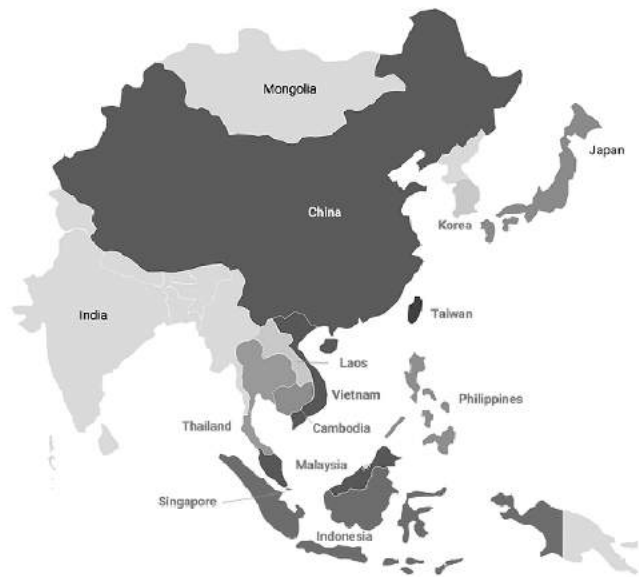 Mongolia
Japan
China
Korea
India
Taiwan
Laos
Vietnam
Philippines
Thailand
Cambodia
Malaysia
Singapore
Indonesia